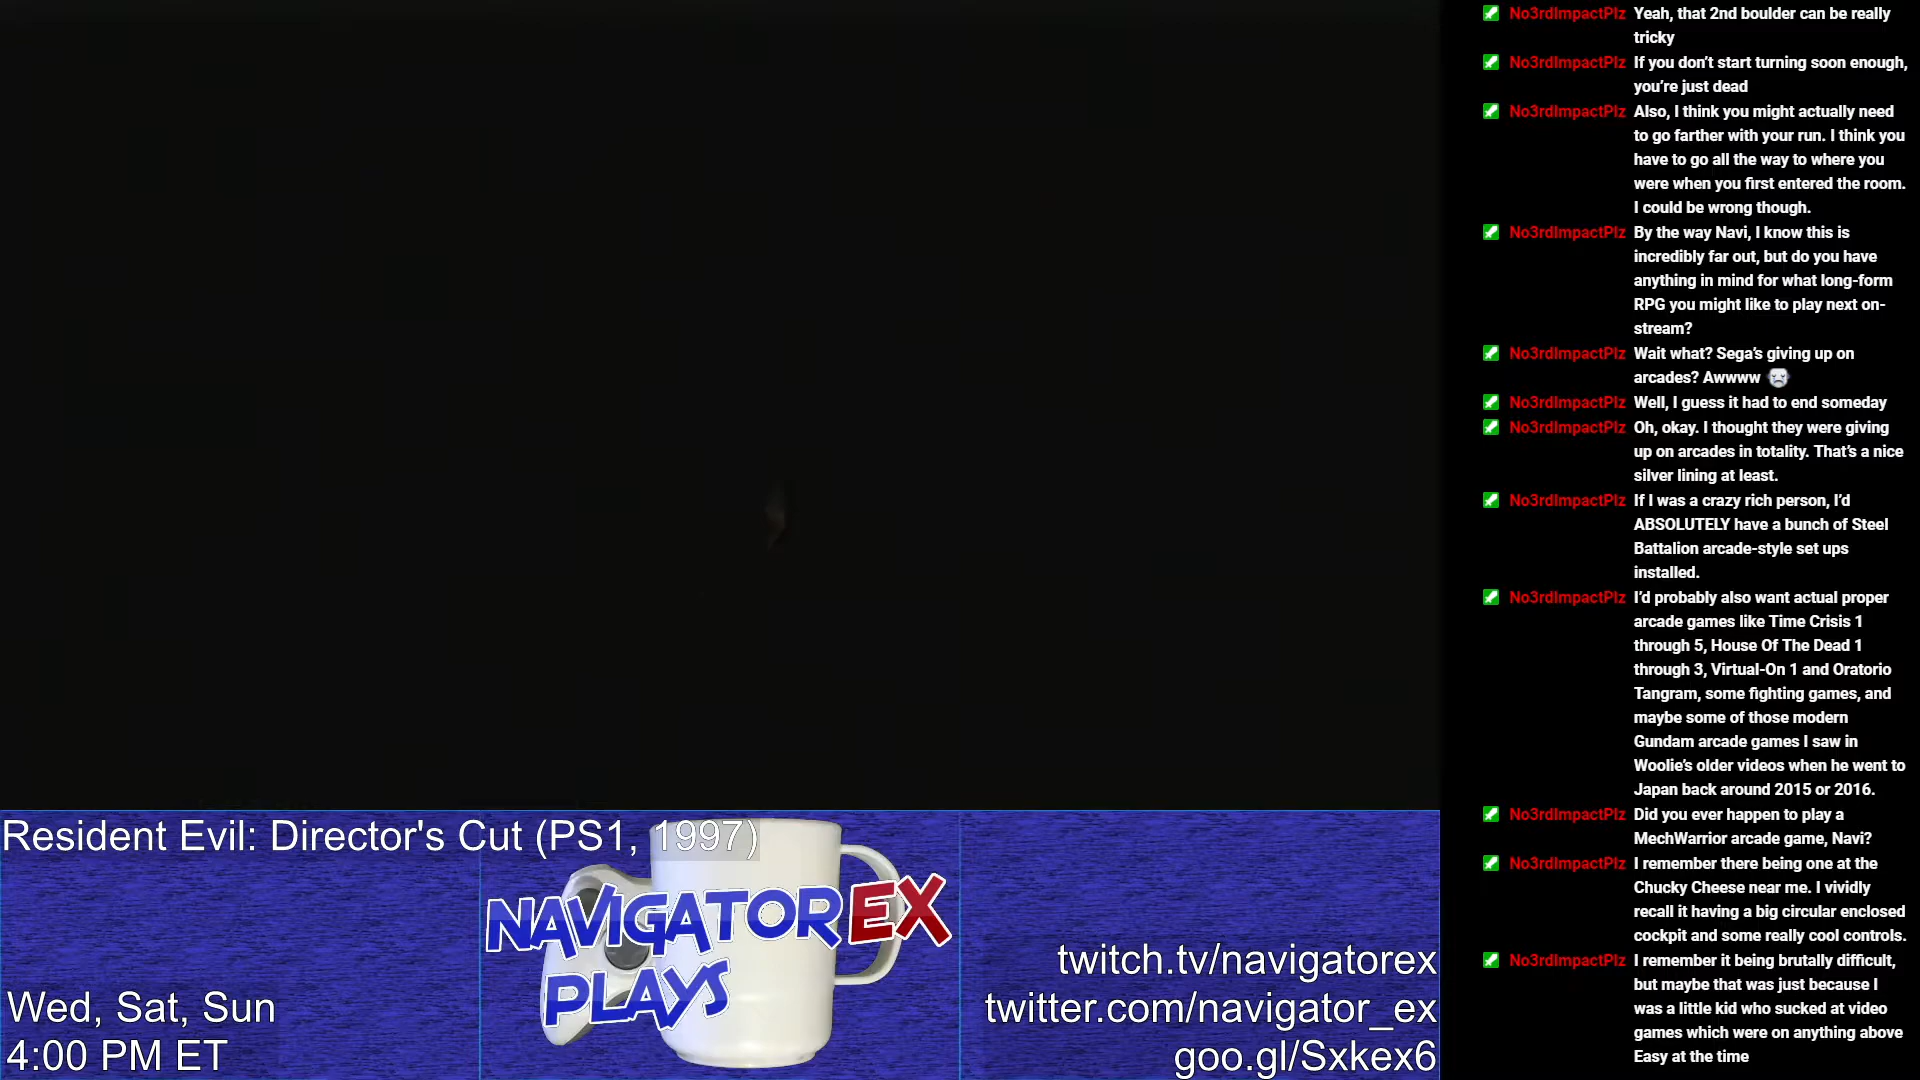 No3rdImpactPlz Yeah, that 2nd boulder can be really
tricky
No3rdImpactPlz If you don’t start turning soon enough,
you’re just dead
No3rdImpactPlz Also, I think you might actually need
to go farther with your run. I think you
have to go all the way to where you
were when you first entered the room.
I could be wrong though.
No3rdImpactPlz By the way Navi, I know this is
incredibly far out, but do you have
anything in mind for what long-form
RPG you might like to play next on-
stream?
No3rdImpactPlz Wait what? Sega’s giving up on
arcades? Awwww
No3rdImpactPlz Well, I guess it had to end someday
No3rdImpactPlz Oh, okay. I thought they were giving
up on arcades in totality. That’s a nice
silver lining at least.
No3rdImpactPlz If I was a crazy rich person, I’d
ABSOLUTELY have a bunch of Steel
Battalion arcade-style set ups
installed.
No3rdImpactPlz I’d probably also want actual proper
arcade games like Time Crisis 1
through 5, House Of The Dead 1
through 3, Virtual-On 1 and Oratorio
Tangram, some fighting games, and
maybe some of those modern
Gundam arcade games I saw in
Woolie’s older videos when he went to
Japan back around 2015 or 2016.
No3rdImpactPlz Did you ever happen to play a
MechWarrior arcade game, Navi?
No3rdImpactPlz I remember there being one at the
Chucky Cheese near me. I vividly
recall it having a big circular enclosed
cockpit and some really cool controls.
No3rdImpactPlz I remember it being brutally difficult,
but maybe that was just because I
was a little kid who sucked at video
games which were on anything above
Easy at the time
Resident Evil: Director's Cut (PS1, 1997)
NAVIGATOREX
PLAYS
Wed, Sat, Sun
4:00 PM ET
twitch.tv/navigatorex
twitter.com/navigator_ex
goo.gl/Sxkex6